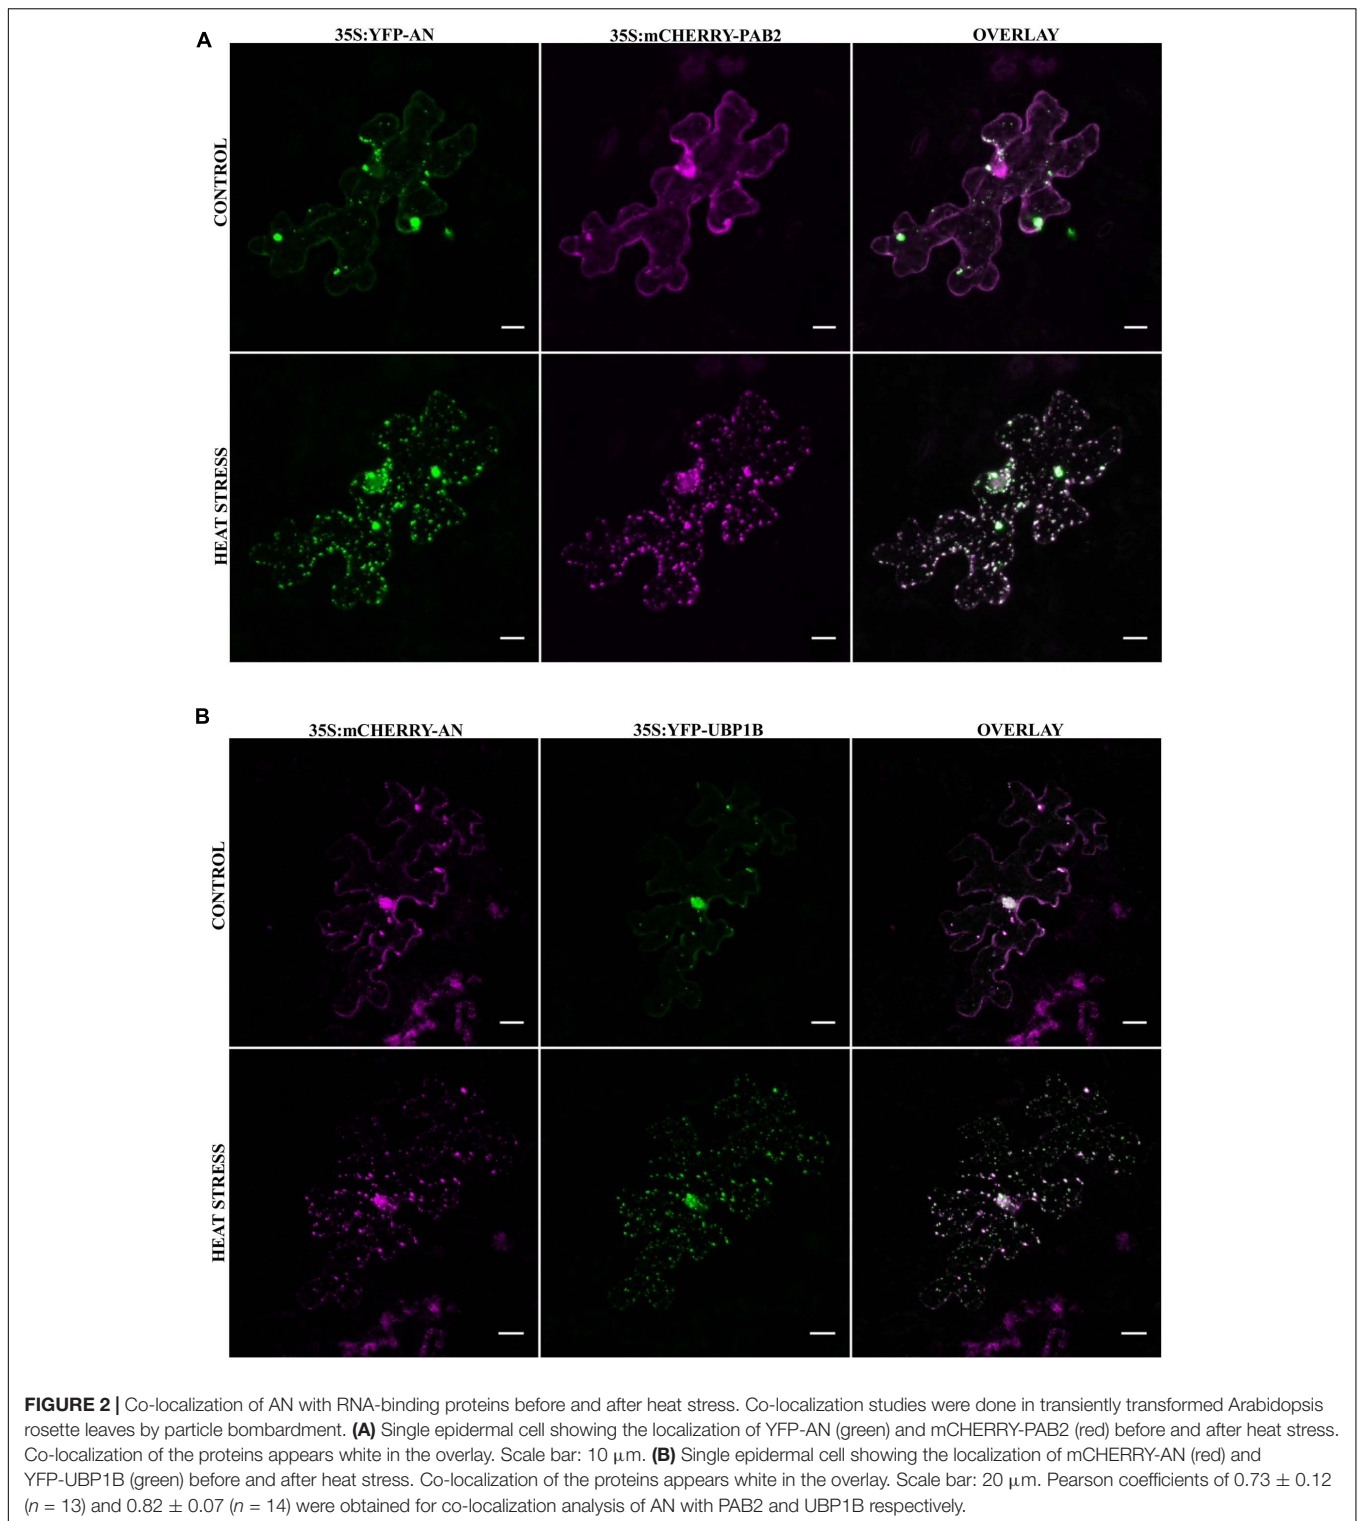 A
35S:YFP-AN 35S:mCHERRY-PAB2 OVERLAY
CONTROL
HEAT STRESS
B
35S:mCHERRY-AN 35S:YFP-UBP1B OVERLAY
CONTROL
HEAT STRESS
FIGURE 2 | Co-localization of AN with RNA-binding proteins before and after heat stress. Co-localization studies were done in transiently transformed Arabidopsis
rosette leaves by particle bombardment. (A) Single epidermal cell showing the localization of YFP-AN (green) and mCHERRY-PAB2 (red) before and after heat stress.
Co-localization of the proteins appears white in the overlay. Scale bar: 10 μm. (B) Single epidermal cell showing the localization of mCHERRY-AN (red) and
YFP-UBP1B (green) before and after heat stress. Co-localization of the proteins appears white in the overlay. Scale bar: 20 μm. Pearson coefficients of 0.73 ± 0.12
(n = 13) and 0.82 ± 0.07 (n = 14) were obtained for co-localization analysis of AN with PAB2 and UBP1B respectively.